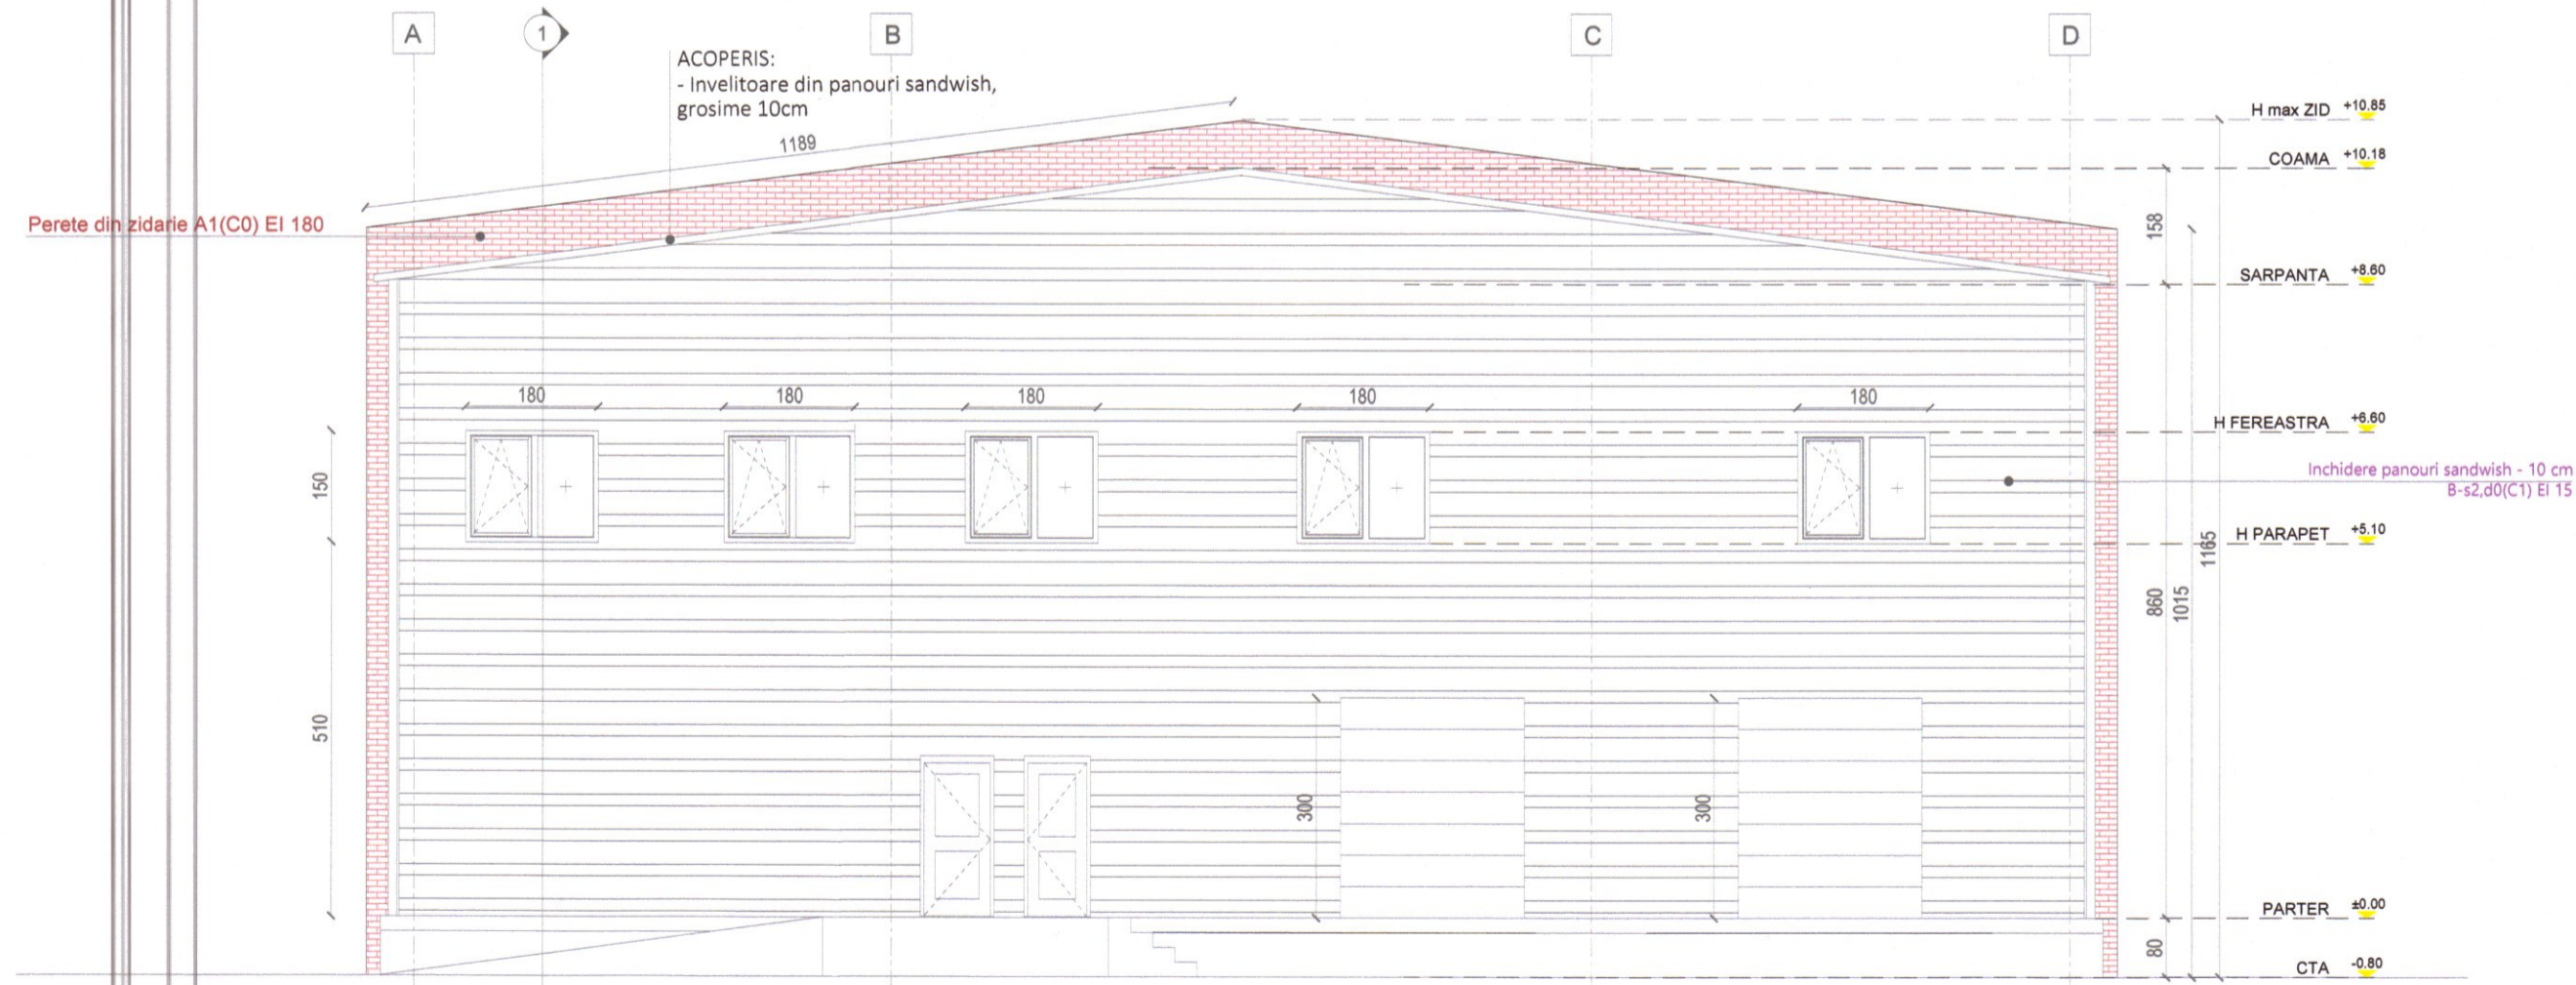 A
1
B
C
D
ACOPERIS:
- Invelitoare din panouri sandwish,
grosime 10cm
1189
Perete din zidarie A1(C0) EI 180
H max ZID +10.85
COAMA +10.18
158
SARPANTA +8.60
180
180
180
180
180
H FEREASTRA +6.60
Inchidere panouri sandwish - 10 cm
B-s2,d0(C1) EI 15
150
H PARAPET +5.10
1165
860
1015
510
300
300
PARTER ±0.00
80
CTA -0.80